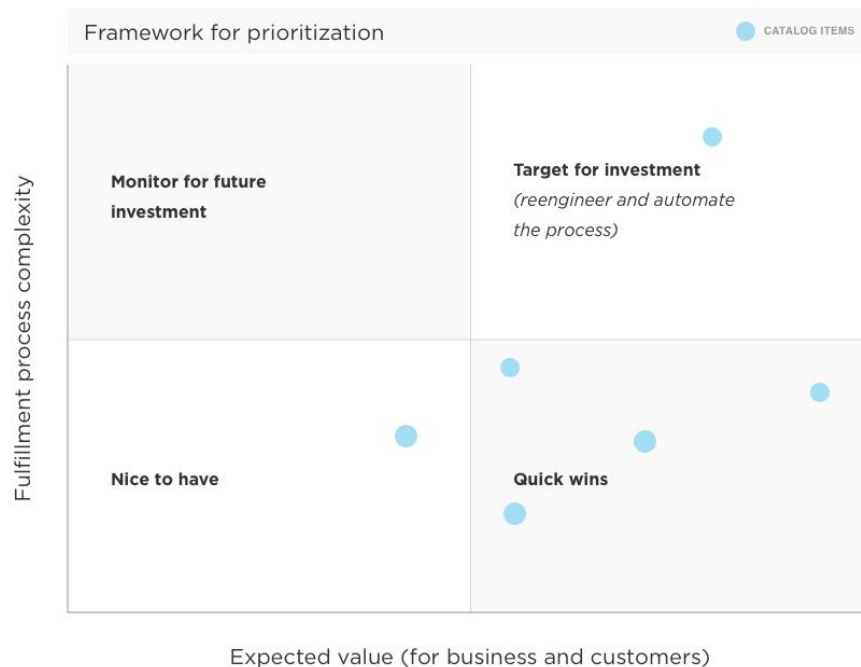 Framework for prioritization
CATALOG ITEMS
Fulfillment process complexity
Monitor for future
investment
Target for investment
(reengineer and automate
the process)
Nice to have
Quick wins
Expected value (for business and customers)